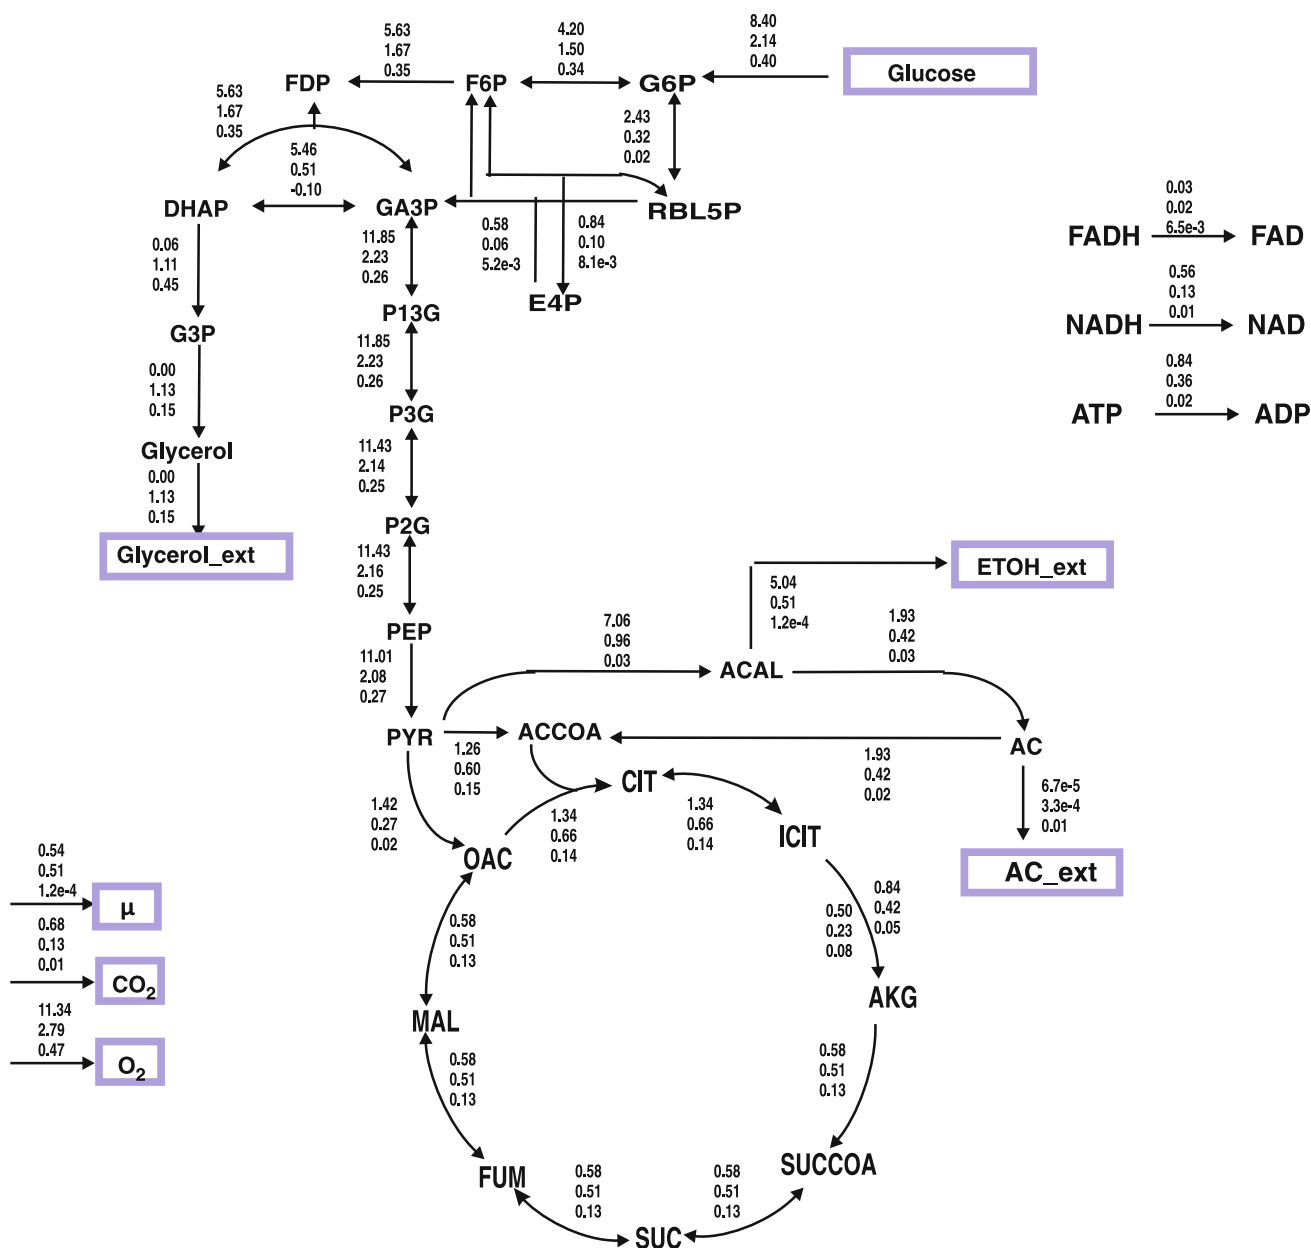 5.63
1.67
0.35
4.20
1.50
0.34
8.40
2.14
0.40
FDP
F6P
G6P
Glucose
5.63
1.67
0.35
5.46
0.51
-0.10
2.43
0.32
0.02
DHAP
GA3P
RBL5P
0.58
0.06
5.2e-3
0.84
0.10
8.1e-3
E4P
0.03
0.02
6.5e-3
FADH
FAD
0.56
0.13
0.01
NADH
NAD
0.84
0.36
0.02
ATP
ADP
0.06
1.11
0.45
G3P
0.00
1.13
0.15
Glycerol
0.00
1.13
0.15
Glycerol_ext
11.85
2.23
0.26
P13G
11.85
2.23
0.26
P3G
11.43
2.14
0.25
P2G
11.43
2.16
0.25
PEP
11.01
2.08
0.27
PYR
7.06
0.96
0.03
ACAL
5.04
0.51
1.2e-4
ETOH_ext
1.93
0.42
0.03
AC
ACCOA
1.26
0.60
0.15
1.93
0.42
0.02
6.7e-5
3.3e-4
0.01
AC_ext
1.42
0.27
0.02
OAC
1.34
0.66
0.14
CIT
1.34
0.66
0.14
ICIT
0.50
0.23
0.08
0.84
0.42
0.05
AKG
0.58
0.51
0.13
SUCCOA
0.58
0.51
0.13
SUC
0.58
0.51
0.13
FUM
0.58
0.51
0.13
MAL
0.58
0.51
0.13
0.54
0.51
1.2e-4
μ
0.68
0.13
0.01
CO2
11.34
2.79
0.47
O2